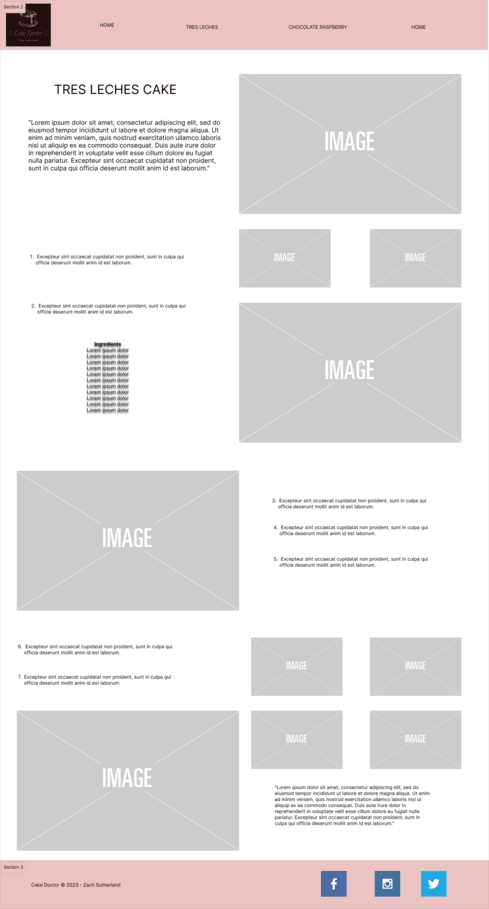 Section 2
Cake Doctor
HOME
TRES LECHES
CHOCOLATE RASPBERRY
HOME
TRES LECHES CAKE
"Lorem ipsum dolor sit amet, consectetur adipiscing elit, sed do
eiusmod tempor incididunt ut labore et dolore magna aliqua. Ut
enim ad minim veniam, quis nostrud exercitation ullamco laboris
nisi ut aliquip ex ea commodo consequat. Duis aute irure dolor
in reprehenderit in voluptate velit esse cillum dolore eu fugiat
nulla pariatur. Excepteur sint occaecat cupidatat non proident,
sunt in culpa qui officia deserunt mollit anim id est laborum."
IMAGE
1. Excepteur sint occaecat cupidatat non proident, sunt in culpa qui
officia deserunt mollit anim id est laborum.
IMAGE
IMAGE
2. Excepteur sint occaecat cupidatat non proident, sunt in culpa qui
officia deserunt mollit anim id est laborum.
Ingredients
Lorem ipsum dolor
Lorem ipsum dolor
Lorem ipsum dolor
Lorem ipsum dolor
Lorem ipsum dolor
Lorem ipsum dolor
Lorem ipsum dolor
Lorem ipsum dolor
Lorem ipsum dolor
Lorem ipsum dolor
Lorem ipsum dolor
IMAGE
IMAGE
3. Excepteur sint occaecat cupidatat non proident, sunt in culpa qui
officia deserunt mollit anim id est laborum.
4. Excepteur sint occaecat cupidatat non proident, sunt in culpa qui
officia deserunt mollit anim id est laborum.
5. Excepteur sint occaecat cupidatat non proident, sunt in culpa qui
officia deserunt mollit anim id est laborum.
6. Excepteur sint occaecat cupidatat non proident, sunt in culpa qui
officia deserunt mollit anim id est laborum.
7. Excepteur sint occaecat cupidatat non proident, sunt in culpa qui
officia deserunt mollit anim id est laborum.
IMAGE
IMAGE
IMAGE
IMAGE
IMAGE
"Lorem ipsum dolor sit amet, consectetur adipiscing elit, sed do
eiusmod tempor incididunt ut labore et dolore magna aliqua. Ut enim
ad minim veniam, quis nostrud exercitation ullamco laboris nisi ut
aliquip ex ea commodo consequat. Duis aute irure dolor in
reprehenderit in voluptate velit esse cillum dolore eu fugiat nulla
pariatur. Excepteur sint occaecat cupidatat non proident, sunt in
culpa qui officia deserunt mollit anim id est laborum."
Section 3
Cake Doctor © 2023 - Zach Sutherland